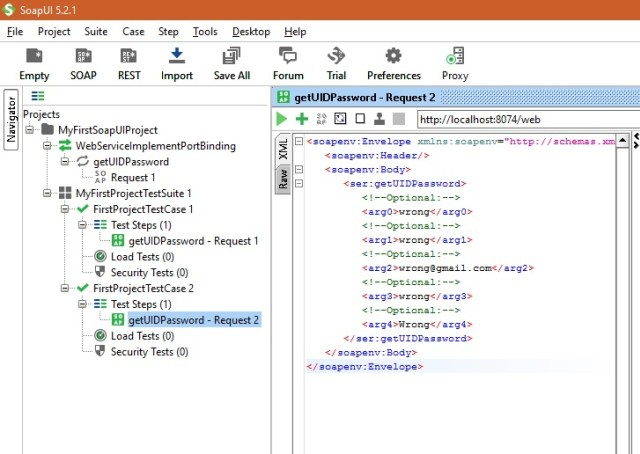 SoapUI 5.2.1
File Project Suite Case Step Tools Desktop Help
Empty SOAP REST Import Save All Forum Trial Preferences Proxy
Navigator
Projects
MyFirstSoapUIProject
WebServiceImplementPortBinding
getUIDPassword
SOAP
Request 1
MyFirstProjectTestSuite 1
FirstProjectTestCase 1
Test Steps (1)
getUIDPassword - Request 1
Load Tests (0)
Security Tests (0)
FirstProjectTestCase 2
Test Steps (1)
getUIDPassword - Request 2
Load Tests (0)
Security Tests (0)
getUIDPassword - Request 2
http://localhost:8074/web
XML
Raw
<soapenv:Envelope xmlns:soapenv="http://schemas.xm
<soapenv:Header/>
<soapenv:Body>
<ser:getUIDPassword>
<!--Optional:-->
<arg0>wrong</arg0>
<!--Optional:-->
<arg1>wrong</arg1>
<!--Optional:-->
<arg2>wrong@gmail.com</arg2>
<!--Optional:-->
<arg3>wrong</arg3>
<!--Optional:-->
<arg4>Wrong</arg4>
</ser:getUIDPassword>
</soapenv:Body>
</soapenv:Envelope>